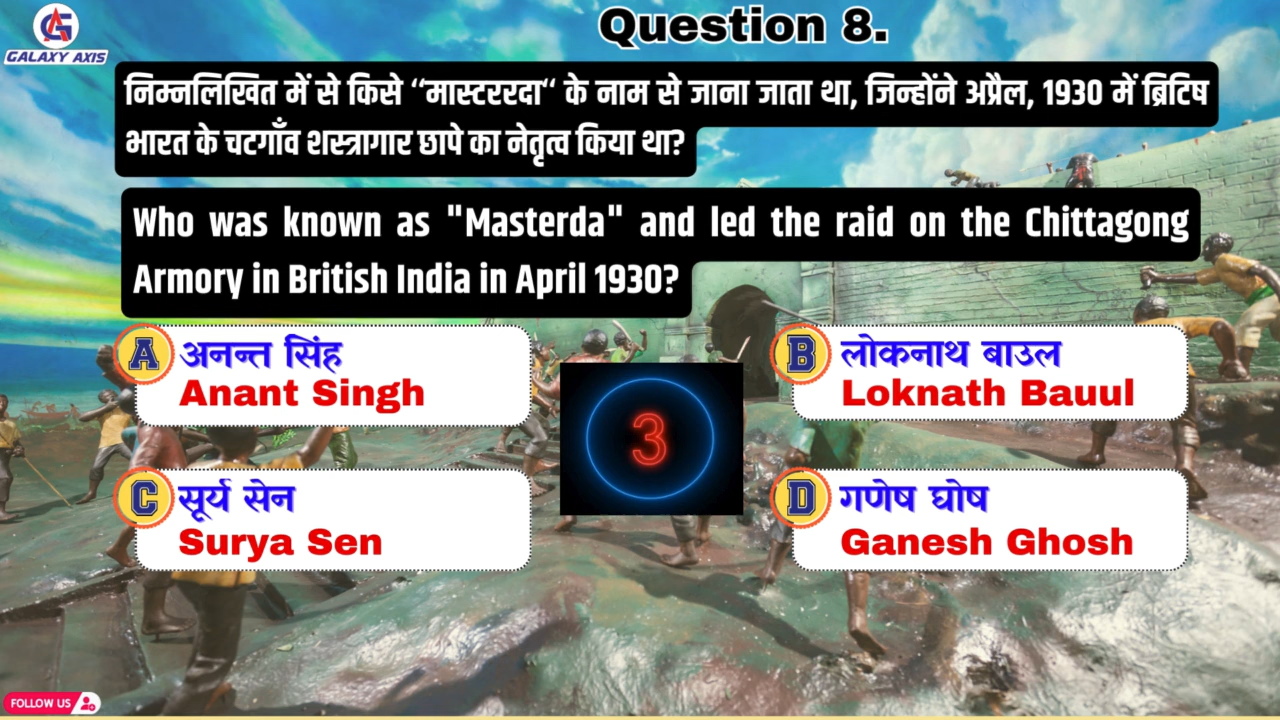 GALAXY AXIS
Question 8.
निम्नलिखित में से किसे “मास्टररदा“ के नाम से जाना जाता था, जिन्होंने अप्रैल, 1930 में ब्रिटिष
भारत के चटगाँव शस्त्रागार छापे का नेतृत्व किया था?
Who was known as "Masterda" and led the raid on the Chittagong
Armory in British India in April 1930?
A अनन्त सिंह
Anant Singh
B लोकनाथ बाउल
Loknath Bauul
3
C सूर्य सेन
Surya Sen
D गणेष घोष
Ganesh Ghosh
FOLLOW US